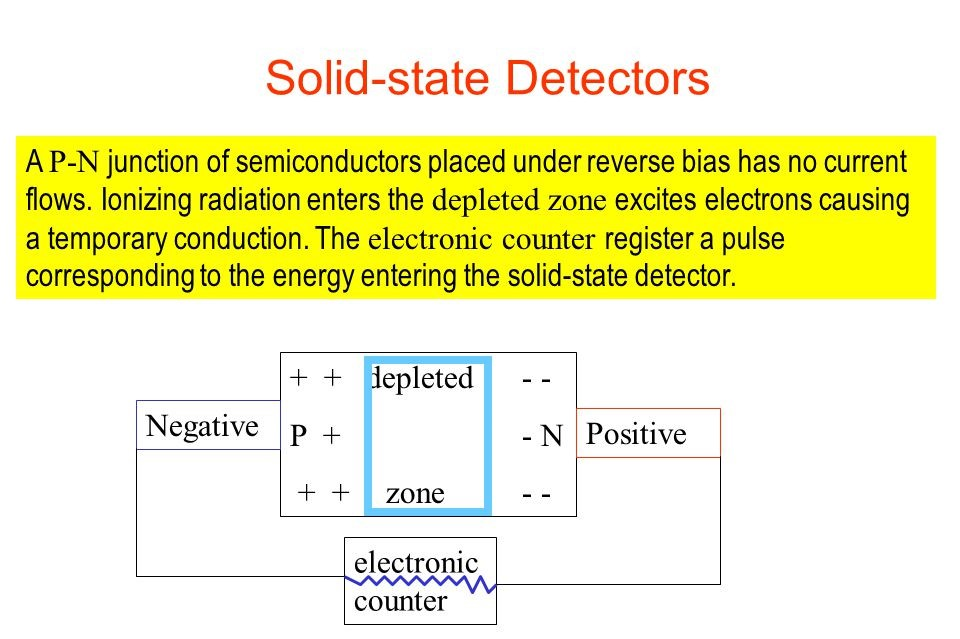 Solid-state Detectors
A P-N junction of semiconductors placed under reverse bias has no current
flows. Ionizing radiation enters the depleted zone excites electrons causing
a temporary conduction. The electronic counter register a pulse
corresponding to the energy entering the solid-state detector.
+ + depleted - -
Negative
P + - N
Positive
+ + zone - -
electronic
counter